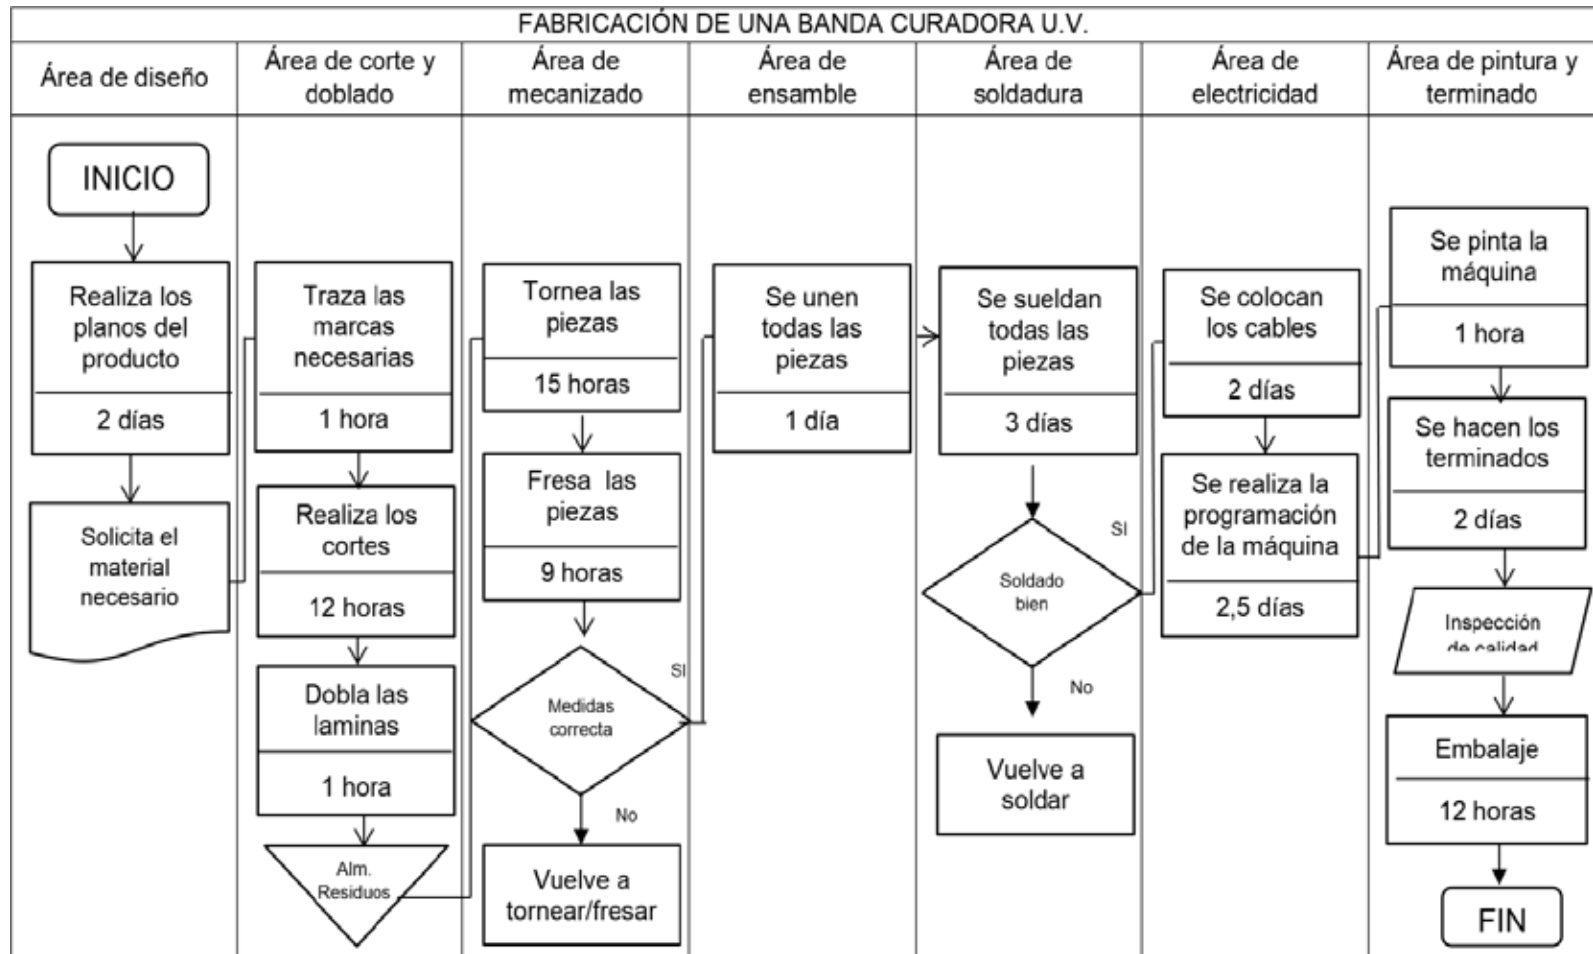 FABRICACIÓN DE UNA BANDA CURADORA U.V.
Área de diseño
Área de corte y
doblado
Área de
mecanizado
Área de
ensamble
Área de
soldadura
Área de
electricidad
Área de pintura y
terminado
INICIO
Realiza los
planos del
producto
2 días
Solicita el
material
necesario
Traza las
marcas
necesarias
1 hora
Realiza los
cortes
12 horas
Dobla las
laminas
1 hora
Alm.
Residuos
Tornea las
piezas
15 horas
Fresa las
piezas
9 horas
Medidas
correcta
SI
No
Vuelve a
tornear/fresar
Se unen
todas las
piezas
1 día
Se sueldan
todas las
piezas
3 días
Soldado
bien
SI
No
Vuelve a
soldar
Se colocan
los cables
2 días
Se realiza la
programación
de la máquina
2,5 días
Se pinta la
máquina
1 hora
Se hacen los
terminados
2 días
Inspección
de calidad
Embalaje
12 horas
FIN